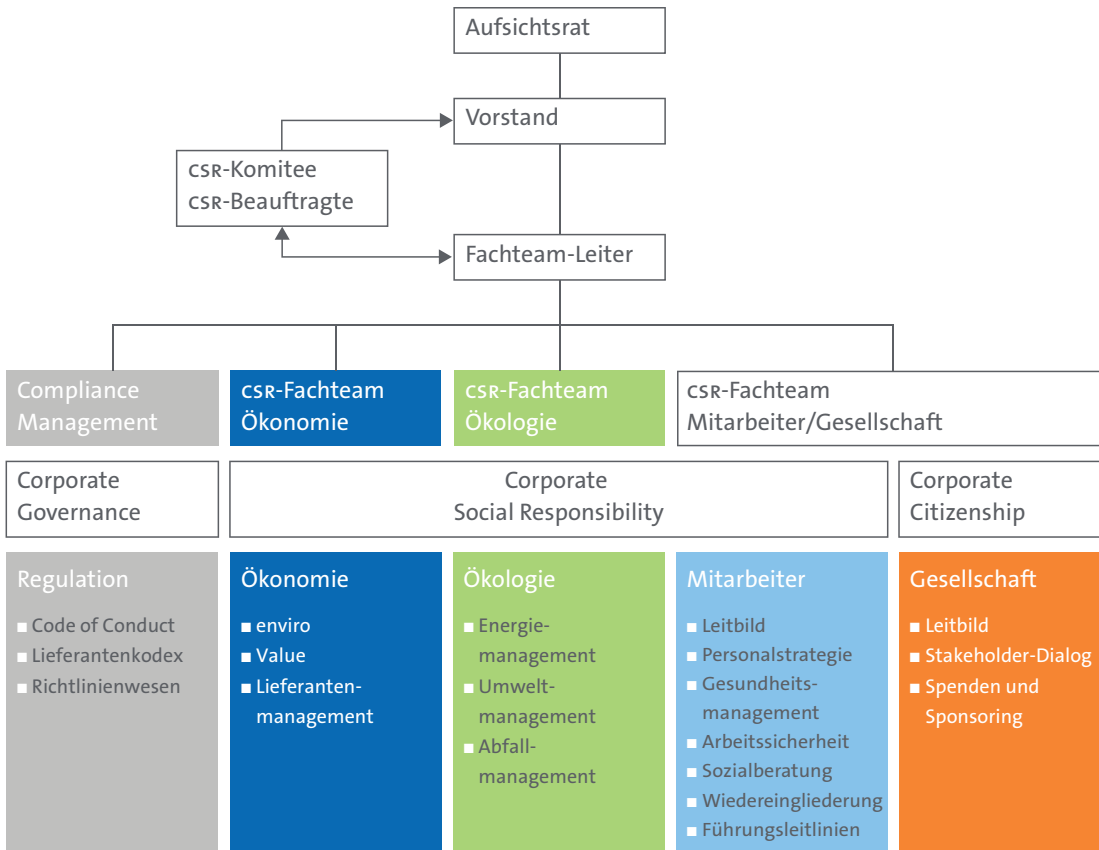 Aufsichtsrat
Vorstand
CSR-Komitee
CSR-Beauftragte
Fachteam-Leiter
Compliance
Management
CSR-Fachteam
Ökonomie
CSR-Fachteam
Ökologie
CSR-Fachteam
Mitarbeiter/Gesellschaft
Corporate
Governance
Corporate
Social Responsibility
Corporate
Citizenship
Regulation
■ Code of Conduct
■ Lieferantenkodex
■ Richtlinienwesen
Ökonomie
■ enviro
■ Value
■ Lieferanten-
management
Ökologie
■ Energie-
management
■ Umwelt-
management
■ Abfall-
management
Mitarbeiter
■ Leitbild
■ Personalstrategie
■ Gesundheits-
management
■ Arbeitssicherheit
■ Sozialberatung
■ Wiedereingliederung
■ Führungsleitlinien
Gesellschaft
■ Leitbild
■ Stakeholder-Dialog
■ Spenden und
Sponsoring